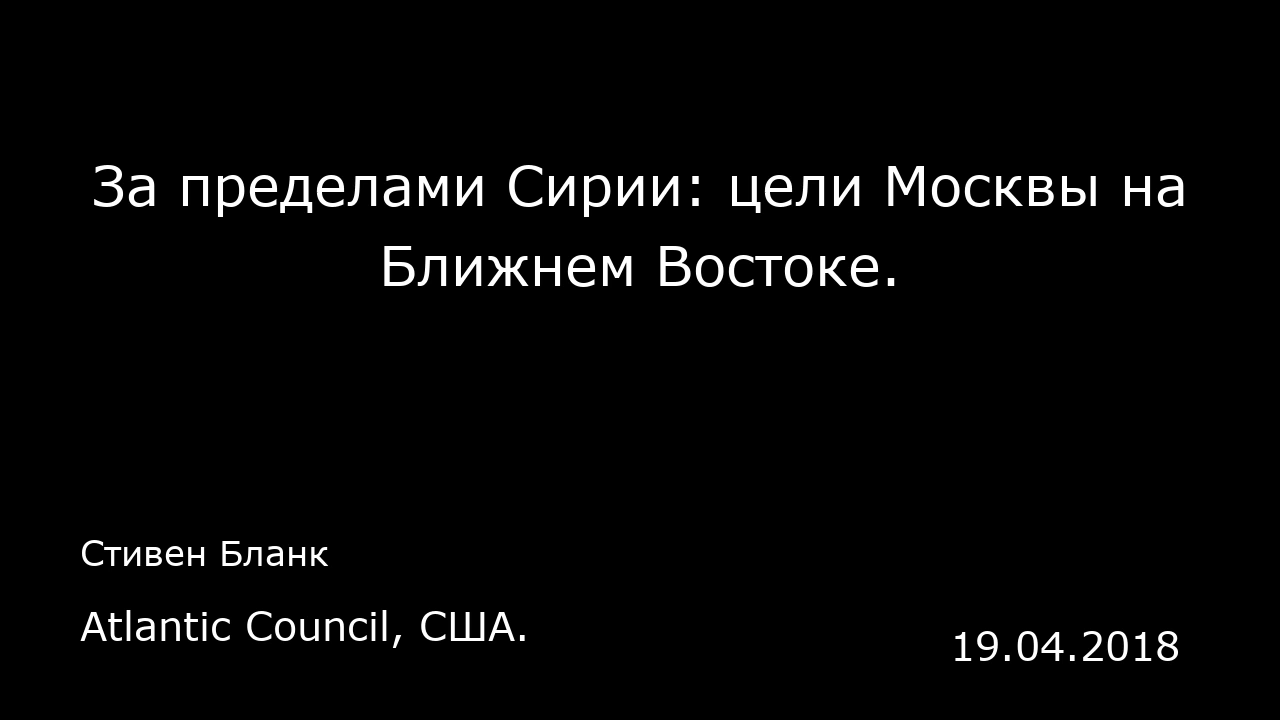 За пределами Сирии: цели Москвы на
Ближнем Востоке.
Стивен Бланк
Atlantic Council, США.
19.04.2018